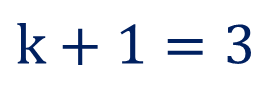 k + 1 = 3